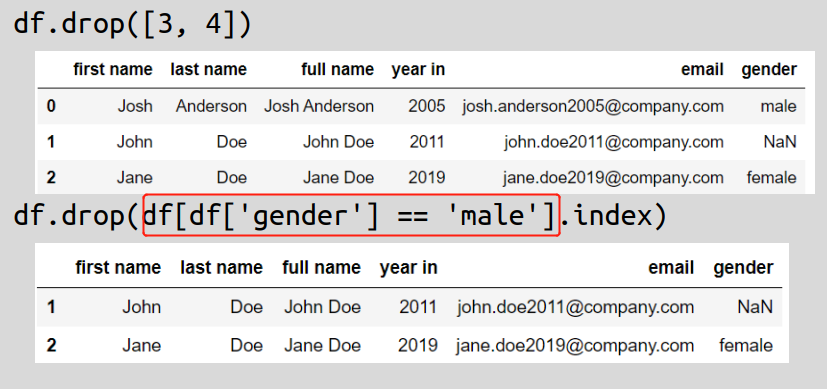 df.drop([3, 4])
first name last name full name year in email gender
0 Josh Anderson Josh Anderson 2005 josh.anderson2005@company.com male
1 John Doe John Doe 2011 john.doe2011@company.com NaN
2 Jane Doe Jane Doe 2019 jane.doe2019@company.com female
df.drop(df[df['gender'] == 'male'].index)
first name last name full name year in email gender
1 John Doe John Doe 2011 john.doe2011@company.com NaN
2 Jane Doe Jane Doe 2019 jane.doe2019@company.com female